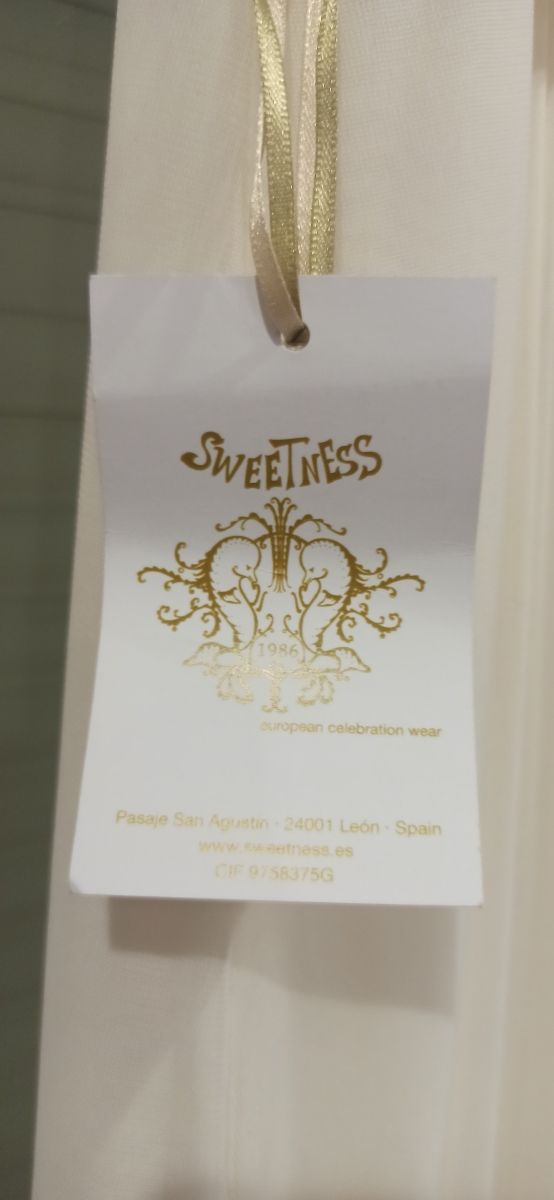 SWEETNESS
1986
european celebration wear
Pasaje San Agustín · 24001 León · Spain
www.sweetness.es
CIF 9758375G